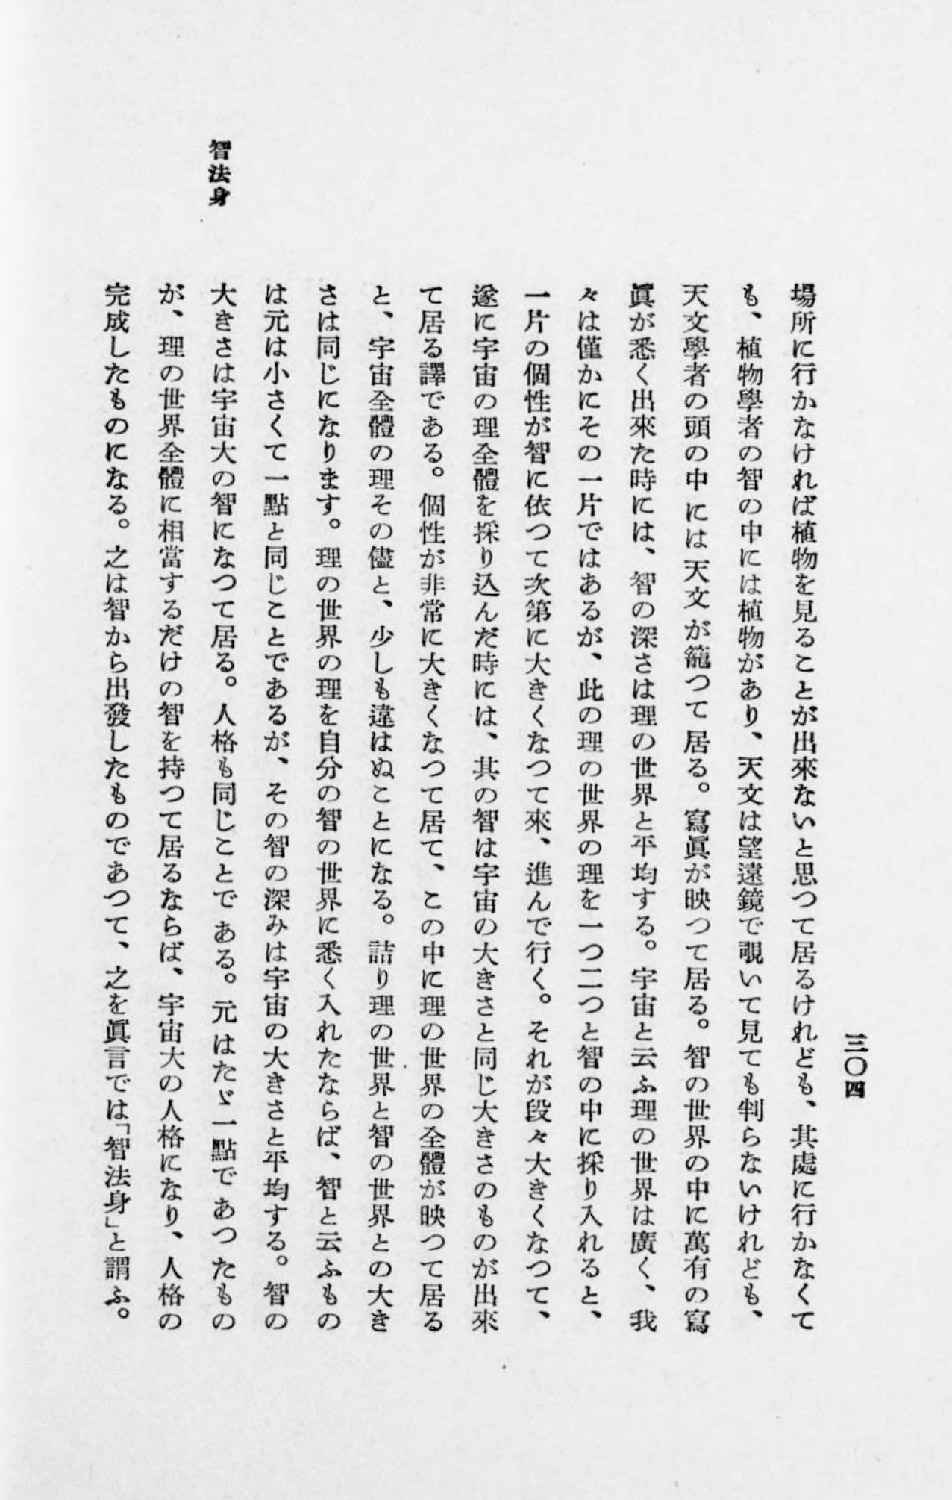 三〇四
場所に行かなければ植物を見ることが出來ないと思つて居るけれども、其處に行かなくて
も、植物學者の智の中には植物があり、天文は望遠鏡で覗いて見ても判らないけれども、
天文學者の頭の中には天文が籠つて居る。寫眞が映つて居る。智の世界の中に萬有の寫
眞が悉く出來た時には、智の深さは理の世界と平均する。宇宙と云ふ理の世界は廣く、我
々は僅かにその一片ではあるが、此の理の世界の理を一つ二つと智の中に採り入れると、
一片の個性が智に依つて次第に大きくなつて來、進んで行く。それが段々大きくなつて、
遂に宇宙の理全體を採り込んだ時には、其の智は宇宙の大きさと同じ大きさのものが出來
て居る譯である。個性が非常に大きくなつて居て、この中に理の世界の全體が映つて居る
と、宇宙全體の理その儘と、少しも違はぬことになる。詰り理の世界と智の世界との大き
さは同じになります。理の世界の理を自分の智の世界に悉く入れたならば、智と云ふもの
は元は小さくて一點と同じことであるが、その智の深みは宇宙の大きさと平均する。智の
大きさは宇宙大の智になつて居る。人格も同じことである。元はたゞ一點であつたもの
が、理の世界全體に相當するだけの智を持つて居るならば、宇宙大の人格になり、人格の
完成したものになる。之は智から出發したものであつて、之を眞言では「智法身」と謂ふ。
智法身